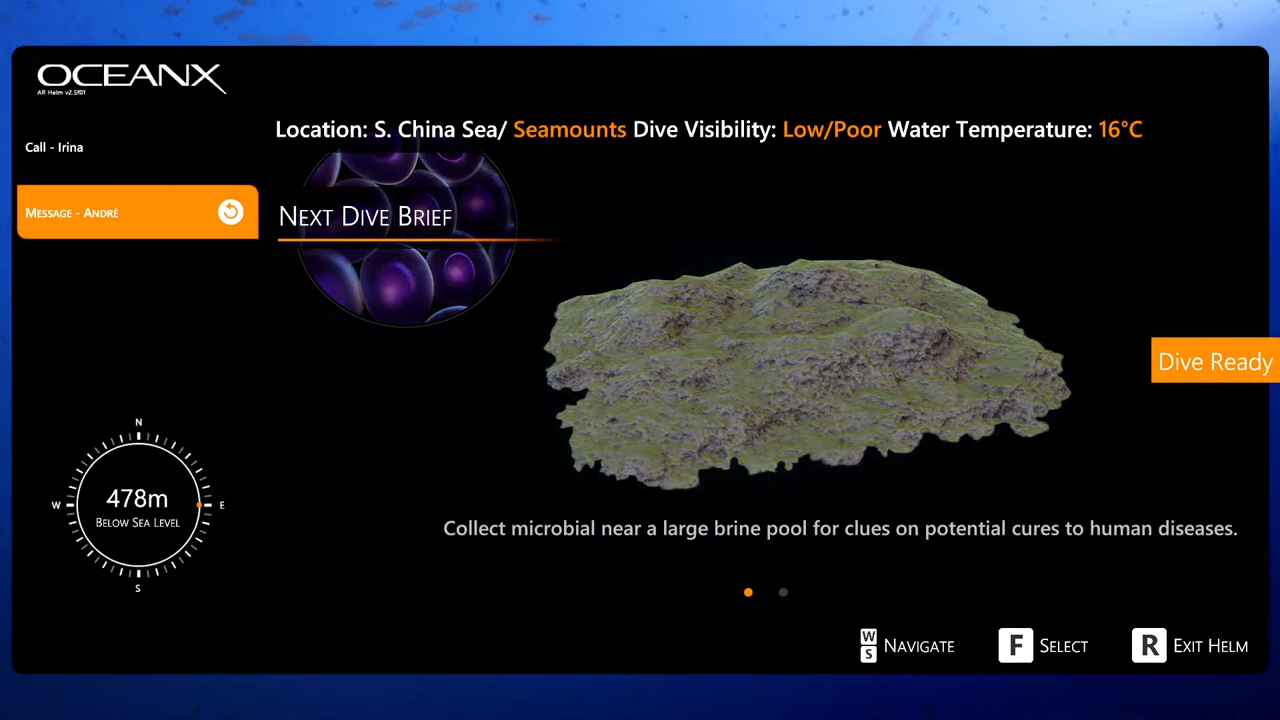 OCEANX
AR Helm v2.5f01
Location: S. China Sea/ Seamounts Dive Visibility: Low/Poor Water Temperature: 16°C
Call - Irina
Message - André
Next Dive Brief
Dive Ready
N
W
E
S
478m
Below Sea Level
Collect microbial near a large brine pool for clues on potential cures to human diseases.
W
S
Navigate
F
Select
R
Exit Helm